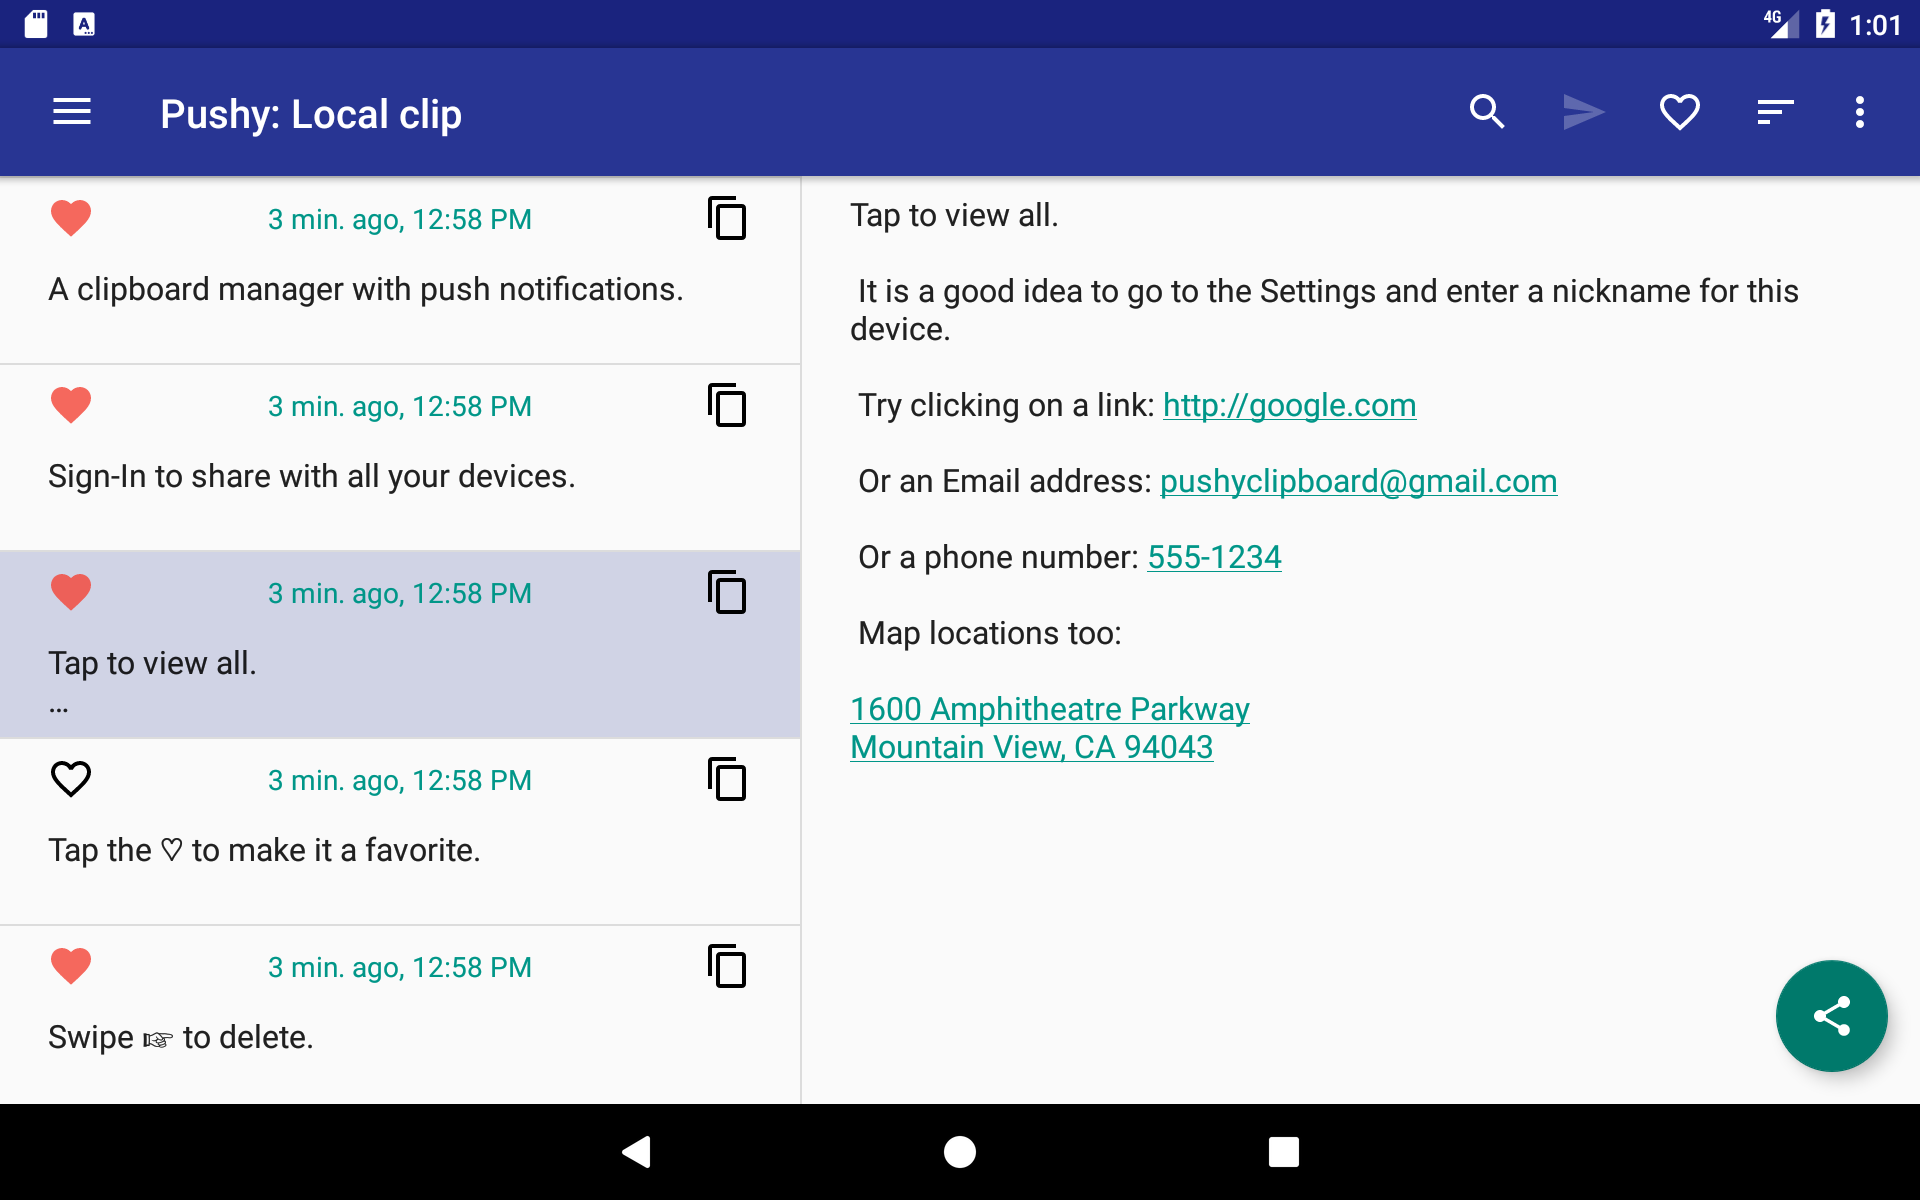 4G 1:01
Pushy: Local clip
3 min. ago, 12:58 PM
A clipboard manager with push notifications.
3 min. ago, 12:58 PM
Sign-In to share with all your devices.
3 min. ago, 12:58 PM
Tap to view all.
...
3 min. ago, 12:58 PM
Tap the ♡ to make it a favorite.
3 min. ago, 12:58 PM
Swipe ☞ to delete.
Tap to view all.
It is a good idea to go to the Settings and enter a nickname for this
device.
Try clicking on a link: http://google.com
Or an Email address: pushyclipboard@gmail.com
Or a phone number: 555-1234
Map locations too:
1600 Amphitheatre Parkway
Mountain View, CA 94043